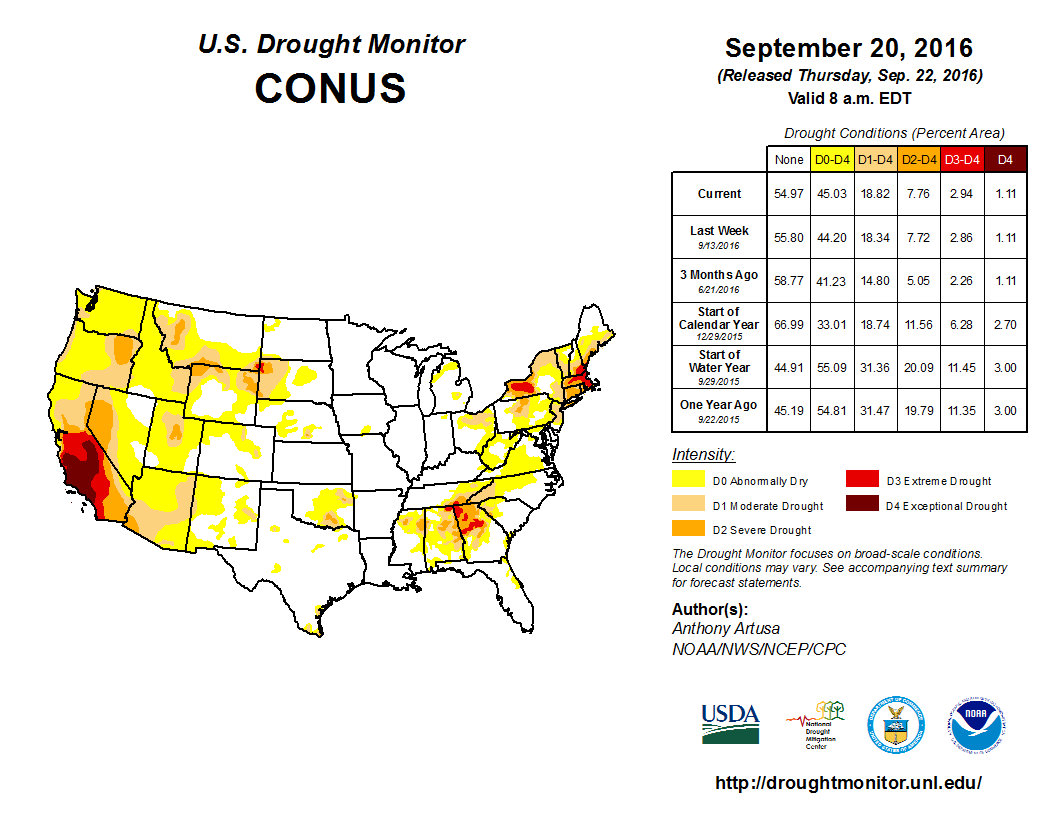 U.S. Drought Monitor
CONUS
September 20, 2016
(Released Thursday, Sep. 22, 2016)
Valid 8 a.m. EDT
Drought Conditions (Percent Area)
None D0-D4 D1-D4 D2-D4 D3-D4 D4
Current 54.97 45.03 18.82 7.76 2.94 1.11
Last Week
9/13/2016 55.80 44.20 18.34 7.72 2.86 1.11
3 Months Ago
6/21/2016 58.77 41.23 14.80 5.05 2.26 1.11
Start of
Calendar Year
12/29/2015 66.99 33.01 18.74 11.56 6.28 2.70
Start of
Water Year
9/29/2015 44.91 55.09 31.36 20.09 11.45 3.00
One Year Ago
9/22/2015 45.19 54.81 31.47 19.79 11.35 3.00
Intensity:
D0 Abnormally Dry
D1 Moderate Drought
D2 Severe Drought
D3 Extreme Drought
D4 Exceptional Drought
The Drought Monitor focuses on broad-scale conditions.
Local conditions may vary. See accompanying text summary
for forecast statements.
Author(s):
Anthony Artusa
NOAA/NWS/NCEP/CPC
USDA
National
Drought
Mitigation
Center
DEPARTMENT OF COMMERCE
UNITED STATES OF AMERICA
NOAA
http://droughtmonitor.unl.edu/